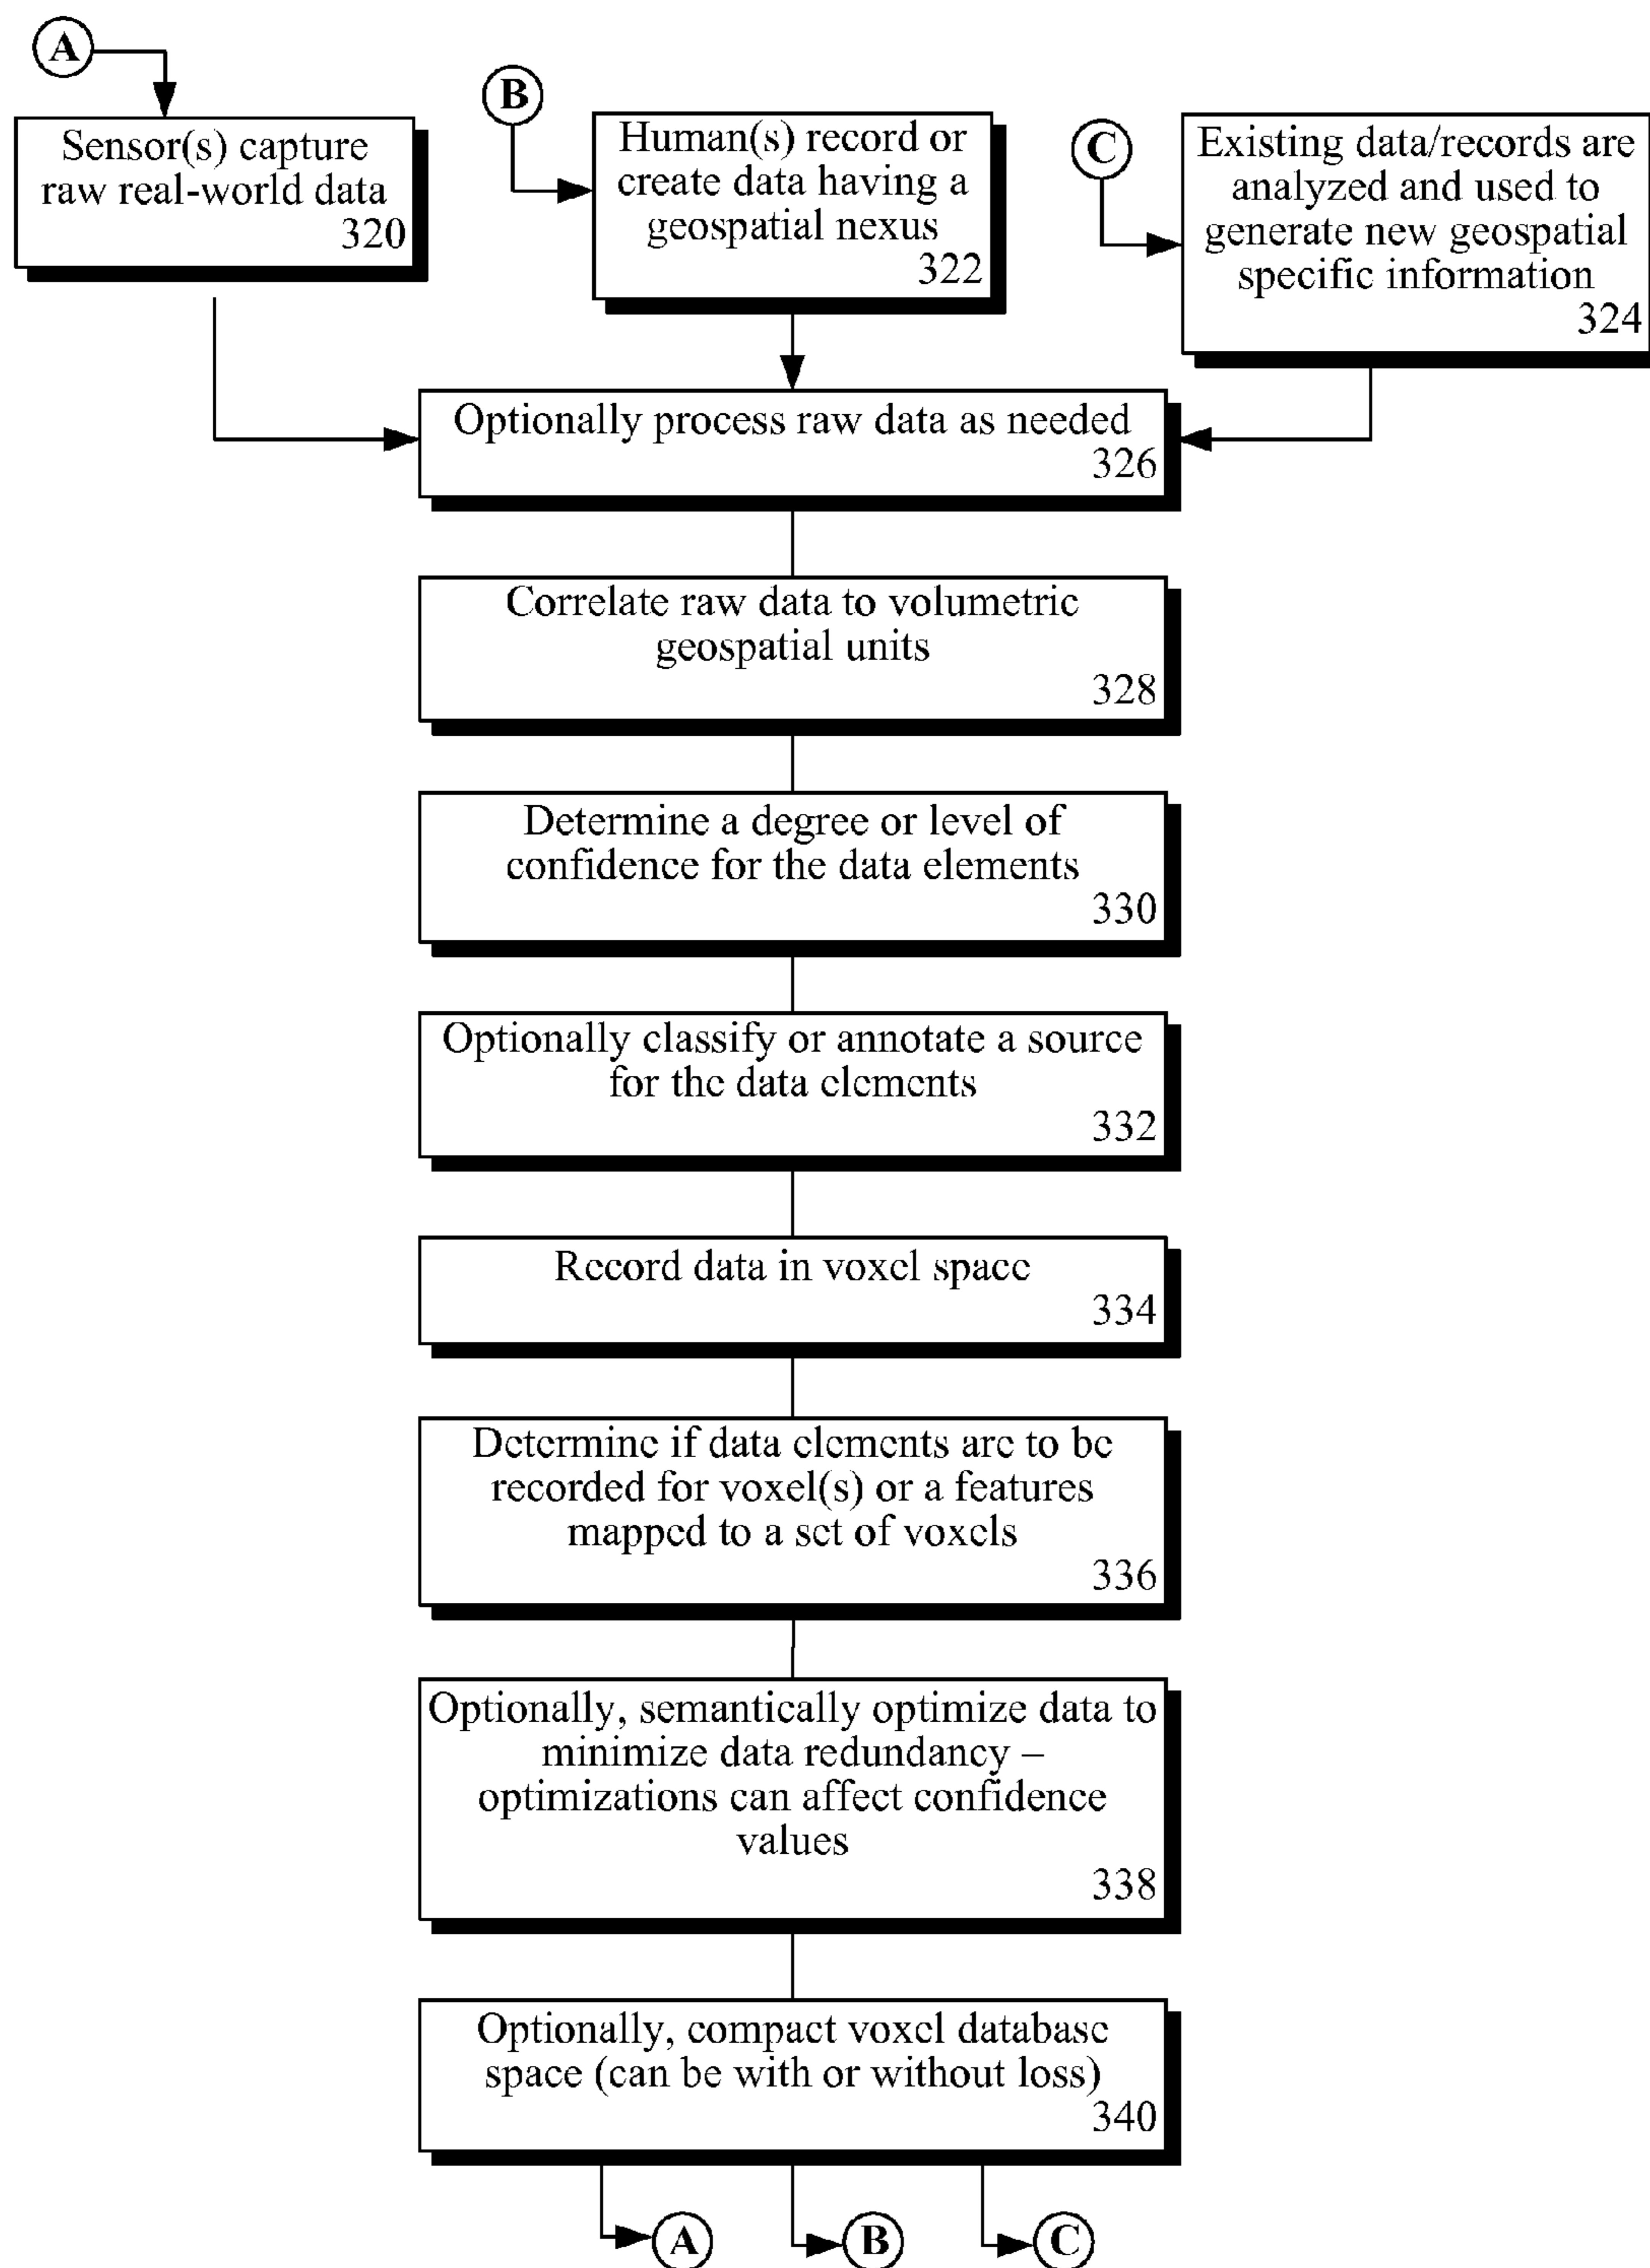 A
Sensor(s) capture
raw real-world data
320
B
Human(s) record or
create data having a
geospatial nexus
322
C
Existing data/records are
analyzed and used to
generate new geospatial
specific information
324
Optionally process raw data as needed
326
Correlate raw data to volumetric
geospatial units
328
Determine a degree or level of
confidence for the data elements
330
Optionally classify or annotate a source
for the data elements
332
Record data in voxel space
334
Determine if data elements are to be
recorded for voxel(s) or a features
mapped to a set of voxels
336
Optionally, semantically optimize data to
minimize data redundancy –
optimizations can affect confidence
values
338
Optionally, compact voxel database
space (can be with or without loss)
340
A
B
C